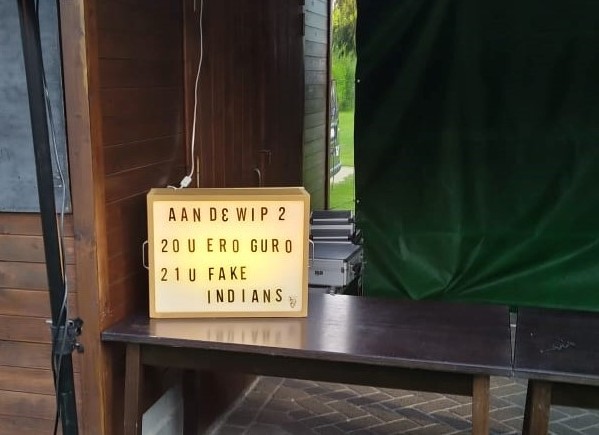 AAN DE WIP 2
20 U ERO GURO
21 U FAKE
INDIANS